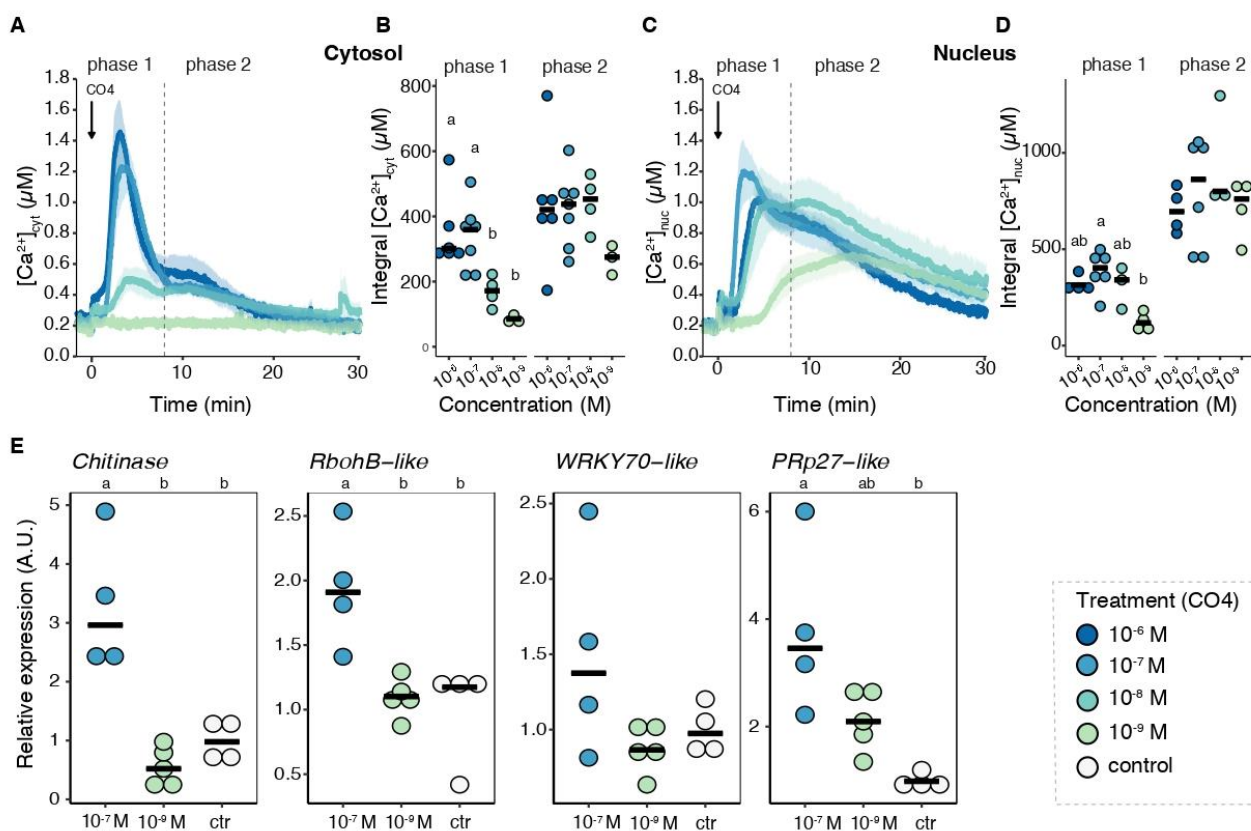 A
B
C
D
Cytosol
Nucleus
phase 1 phase 2
phase 1 phase 2
phase 1 phase 2
phase 1 phase 2
CO4
[Ca²⁺]cyt (µM)
1.8
1.6
1.4
1.2
1.0
0.8
0.6
0.4
0.2
0.0
0 10 20 30
Time (min)
Integral [Ca²⁺]cyt (µM)
800
600
400
200
0
a
a
b
b
10⁻⁶ 10⁻⁷ 10⁻⁸ 10⁻⁹ 10⁻⁶ 10⁻⁷ 10⁻⁸ 10⁻⁹
Concentration (M)
CO4
[Ca²⁺]nuc (µM)
1.8
1.6
1.4
1.2
1.0
0.8
0.6
0.4
0.2
0.0
0 10 20 30
Time (min)
Integral [Ca²⁺]nuc (µM)
1000
500
0
ab
a
ab
b
10⁻⁶ 10⁻⁷ 10⁻⁸ 10⁻⁹ 10⁻⁶ 10⁻⁷ 10⁻⁸ 10⁻⁹
Concentration (M)
E
Relative expression (A.U.)
Chitinase
a b b
5
4
3
2
1
0
10⁻⁷ M 10⁻⁹ M ctr
RbohB–like
a b b
2.5
2.0
1.5
1.0
0.5
10⁻⁷ M 10⁻⁹ M ctr
WRKY70–like
2.5
2.0
1.5
1.0
10⁻⁷ M 10⁻⁹ M ctr
PRp27–like
a ab b
6
4
2
10⁻⁷ M 10⁻⁹ M ctr
Treatment (CO4)
10⁻⁶ M
10⁻⁷ M
10⁻⁸ M
10⁻⁹ M
control